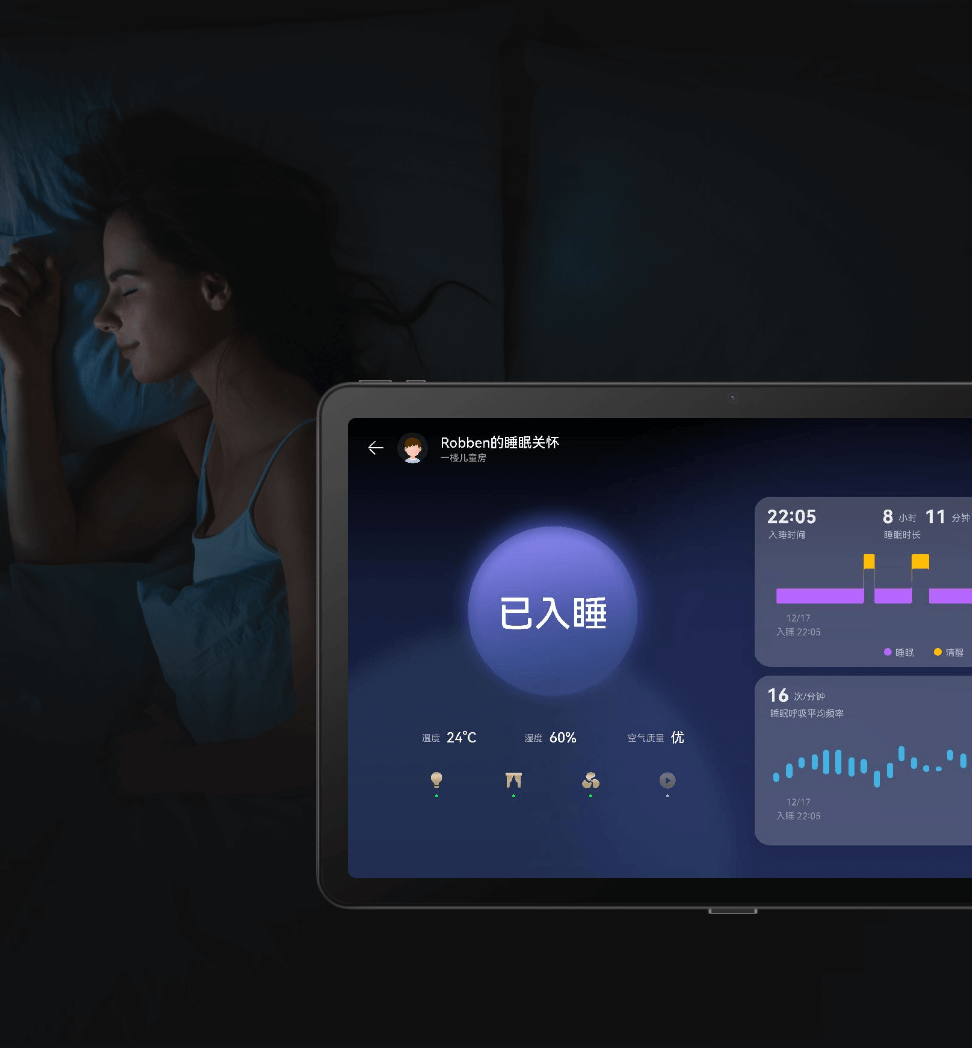 Robben的睡眠关怀
一楼儿童房
已入睡
温度 24℃
湿度 60%
空气质量 优
22:05
入睡时间
8 小时 11 分钟
睡眠时长
12/17
入睡 22:05
睡眠
清醒
16 次/分钟
睡眠呼吸平均频率
12/17
入睡 22:05